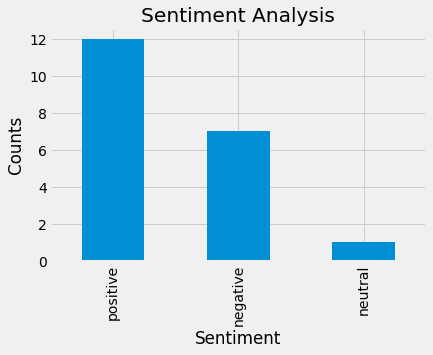 Sentiment Analysis
Counts
12
10
8
6
4
2
0
positive
negative
neutral
Sentiment